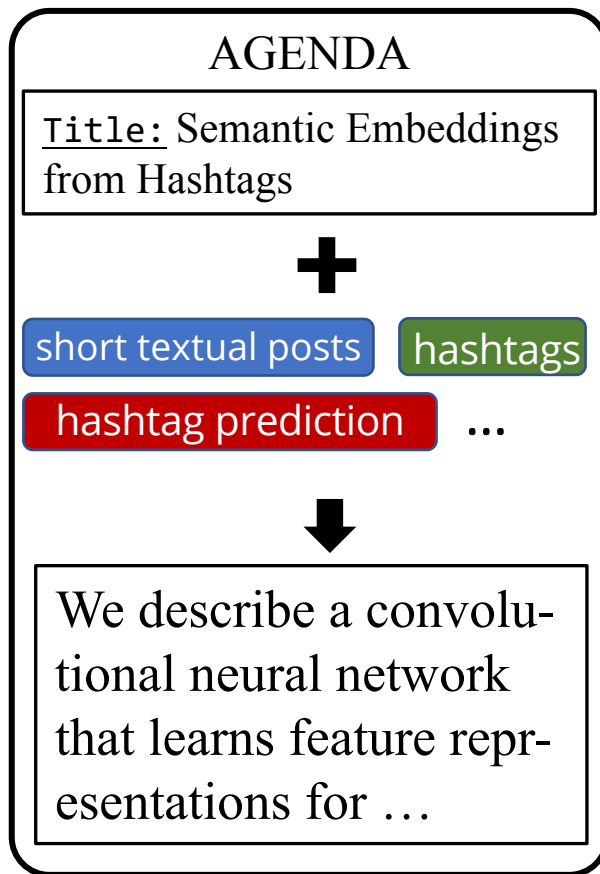 AGENDA
Title: Semantic Embeddings
from Hashtags
short textual posts hashtags
hashtag prediction ...
We describe a convolu-
tional neural network
that learns feature repr-
esentations for …